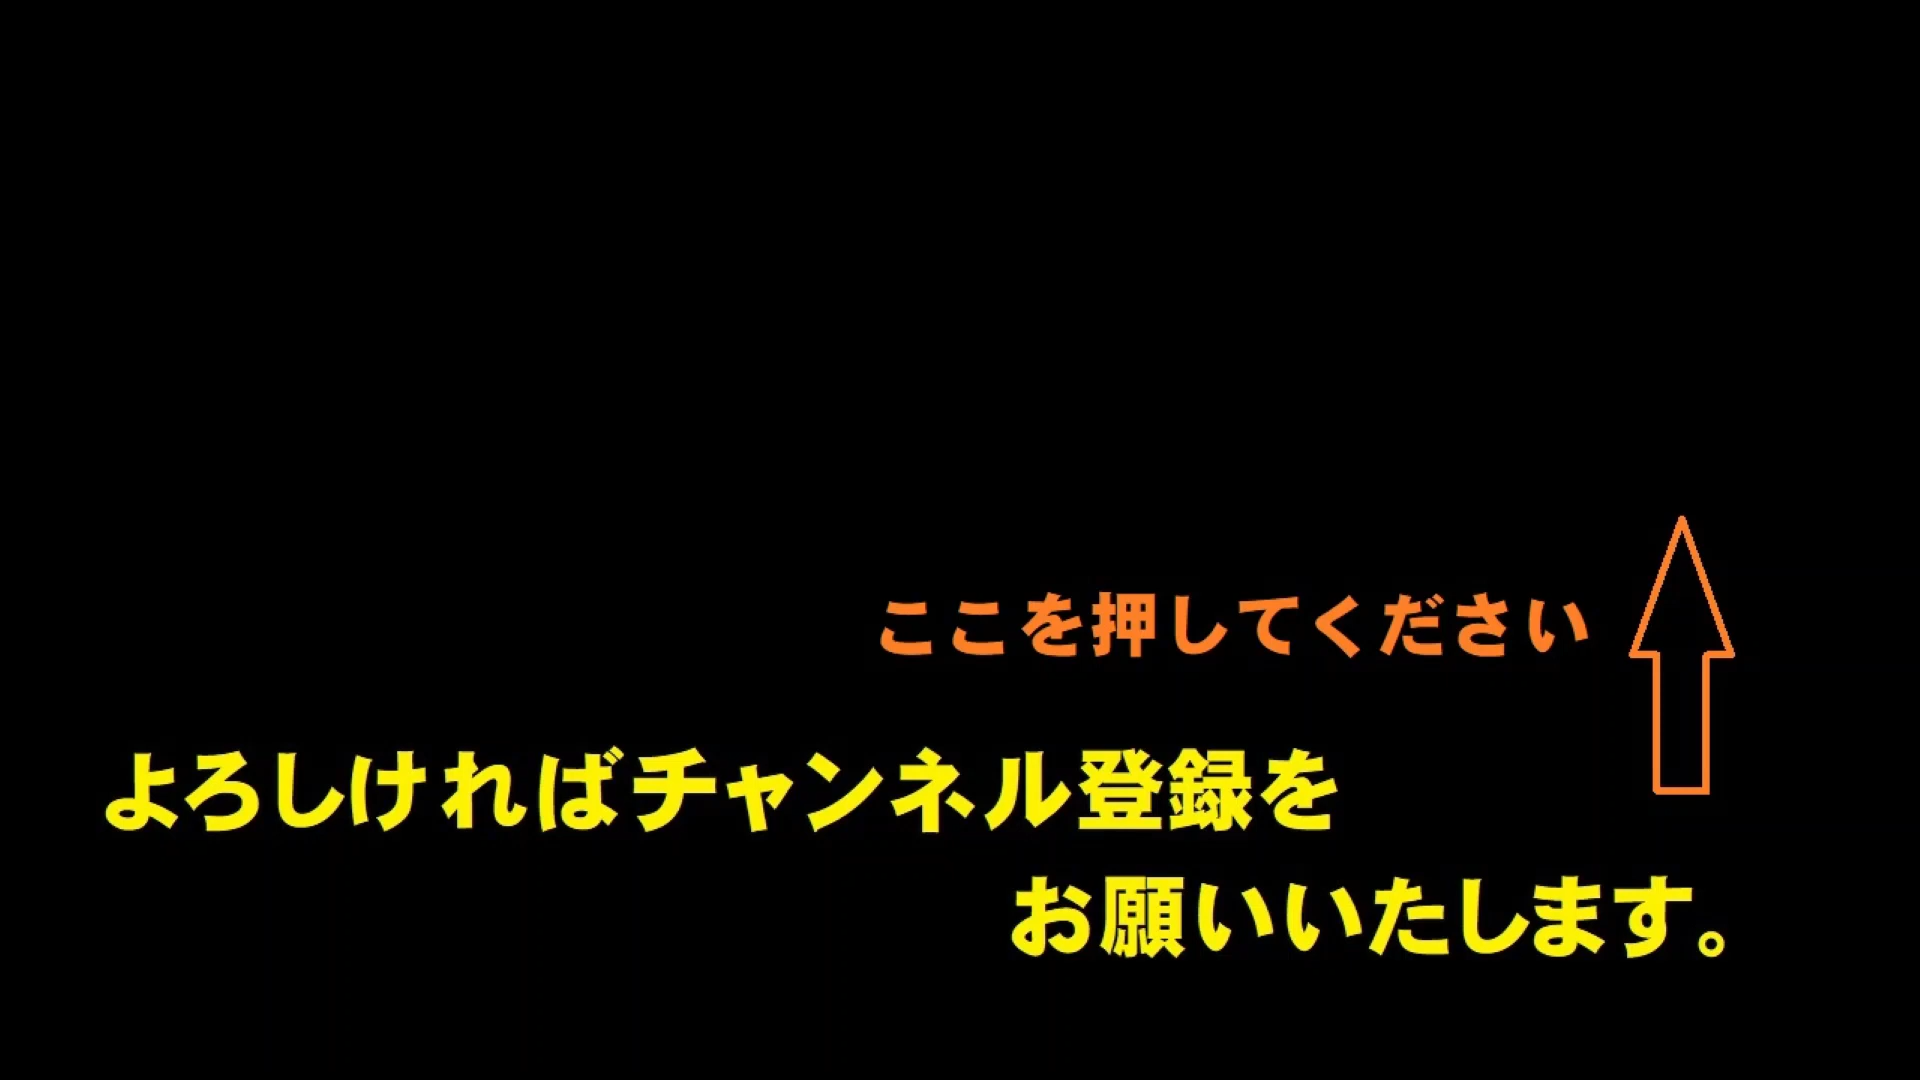 ここを押してください
よろしければチャンネル登録を
お願いいたします。